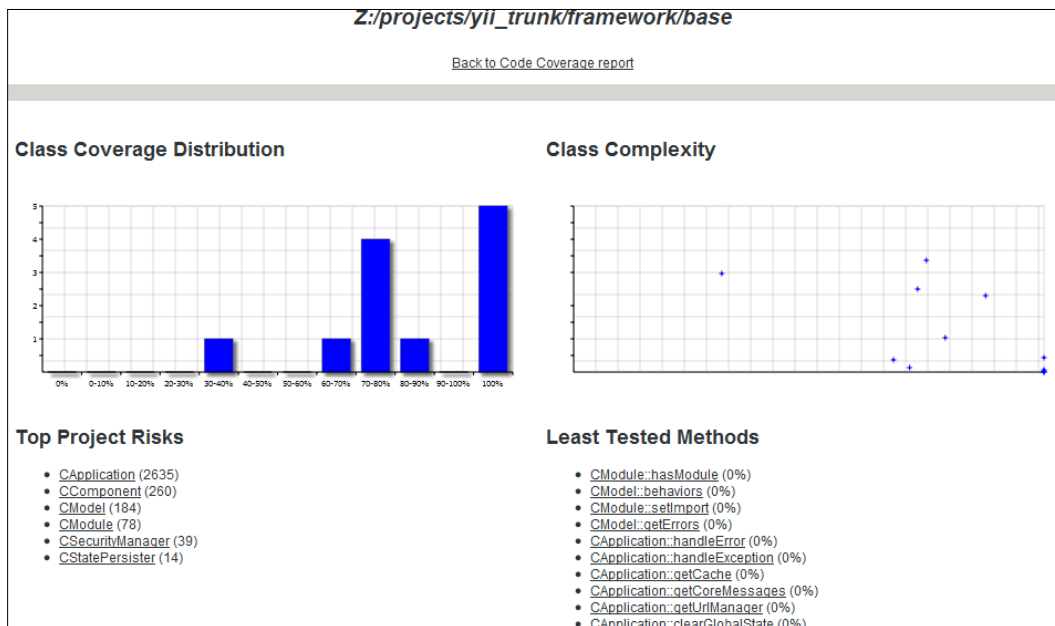 Z:/projects/yii_trunk/framework/base
Back to Code Coverage report
Class Coverage Distribution
Class Complexity
5
4
3
2
1
0% 0-10% 10-20% 20-30% 30-40% 40-50% 50-60% 60-70% 70-80% 80-90% 90-100% 100%
Top Project Risks
CApplication (2635)
CComponent (260)
CModel (184)
CModule (78)
CSecurityManager (39)
CStatePersister (14)
Least Tested Methods
CModule::hasModule (0%)
CModel::behaviors (0%)
CModule::setImport (0%)
CModel::getErrors (0%)
CApplication::handleError (0%)
CApplication::handleException (0%)
CApplication::getCache (0%)
CApplication::getCoreMessages (0%)
CApplication::getUrlManager (0%)
CApplication::clearGlobalState (0%)